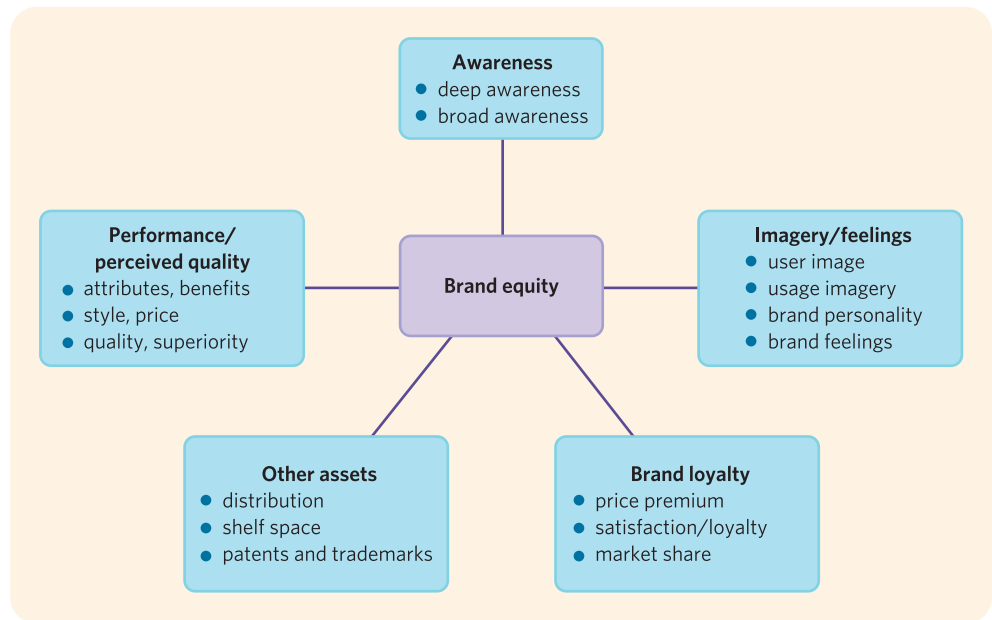 Awareness
deep awareness
broad awareness
Performance/
perceived quality
attributes, benefits
style, price
quality, superiority
Brand equity
Imagery/feelings
user image
usage imagery
brand personality
brand feelings
Other assets
distribution
shelf space
patents and trademarks
Brand loyalty
price premium
satisfaction/loyalty
market share